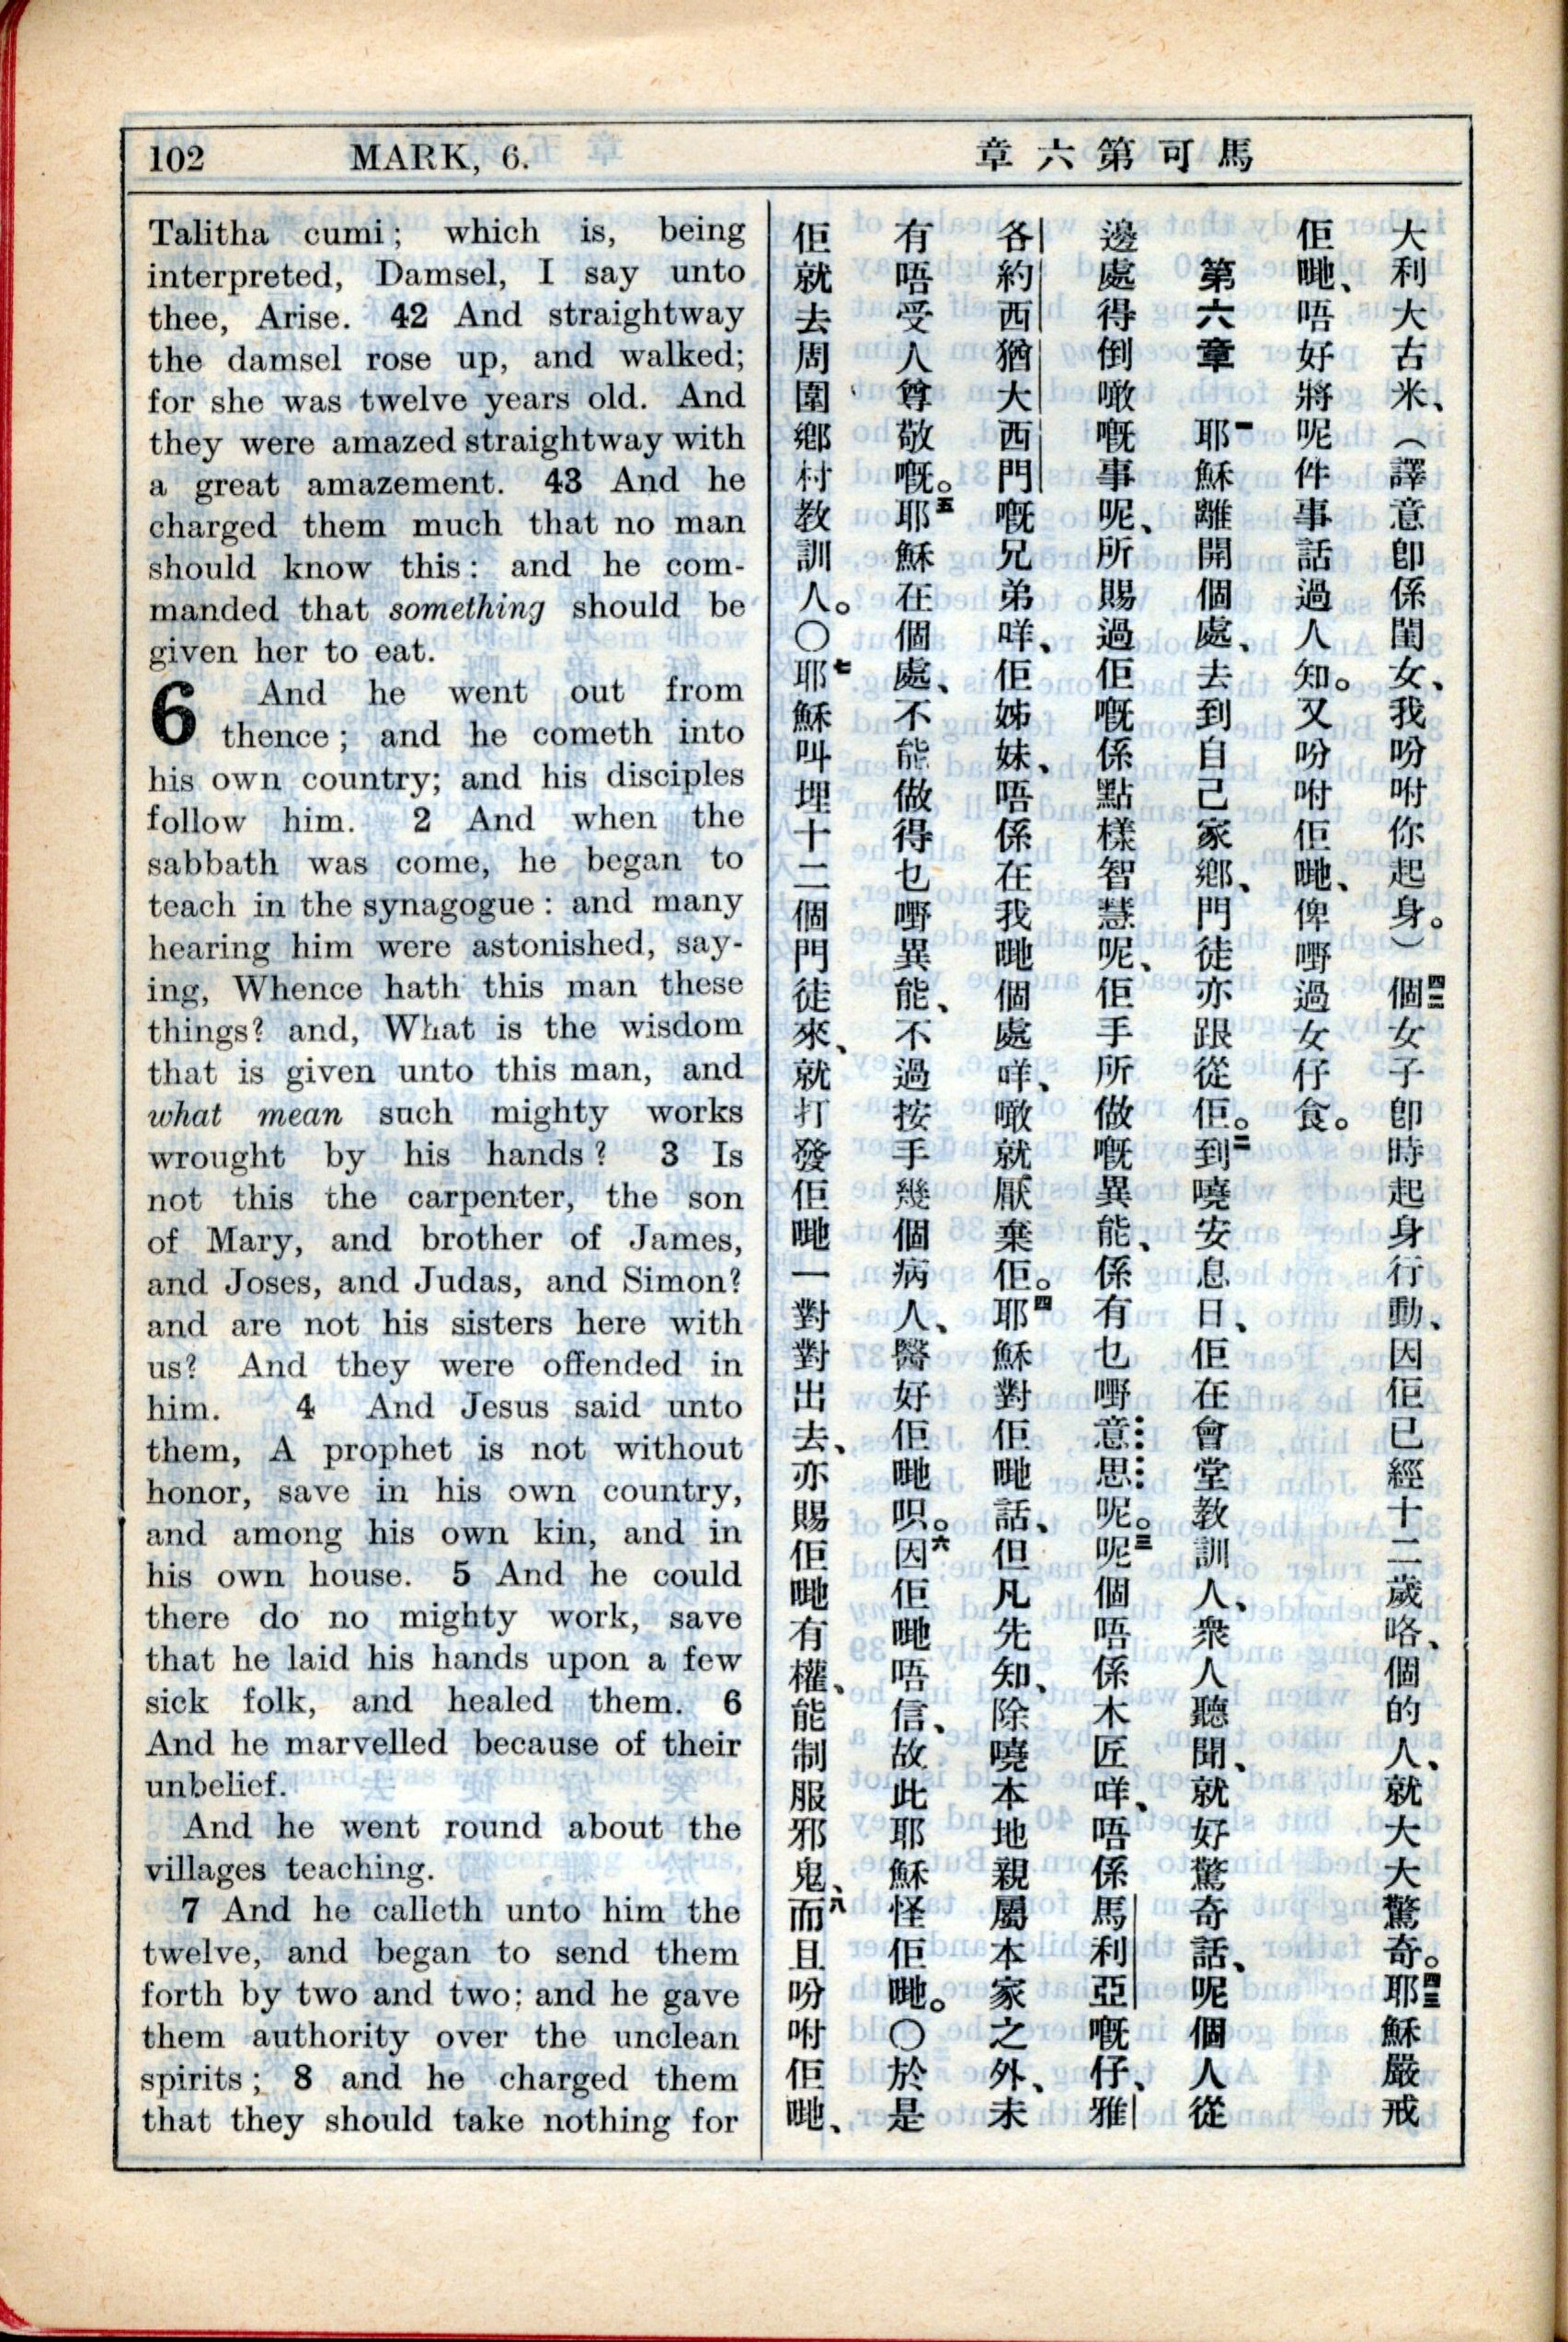 102 MARK, 6.
章六第可馬
Talitha cumi; which is, being
interpreted, Damsel, I say unto
thee, Arise. 42 And straightway
the damsel rose up, and walked;
for she was twelve years old. And
they were amazed straightway with
a great amazement. 43 And he
charged them much that no man
should know this: and he com-
manded that something should be
given her to eat.
6 And he went out from
thence; and he cometh into
his own country; and his disciples
follow him. 2 And when the
sabbath was come, he began to
teach in the synagogue: and many
hearing him were astonished, say-
ing, Whence hath this man these
things? and, What is the wisdom
that is given unto this man, and
what mean such mighty works
wrought by his hands? 3 Is
not this the carpenter, the son
of Mary, and brother of James,
and Joses, and Judas, and Simon?
and are not his sisters here with
us? And they were offended in
him. 4 And Jesus said unto
them, A prophet is not without
honor, save in his own country,
and among his own kin, and in
his own house. 5 And he could
there do no mighty work, save
that he laid his hands upon a few
sick folk, and healed them. 6
And he marvelled because of their
unbelief.
And he went round about the
villages teaching.
7 And he calleth unto him the
twelve, and began to send them
forth by two and two; and he gave
them authority over the unclean
spirits; 8 and he charged them
that they should take nothing for
大利大古米、（譯意卽係閨女、我吩咐你起身。）四二個女子卽時起身行動、因佢已經十二歲咯、個的人、就大大驚奇。四三耶穌嚴戒
佢哋、唔好將呢件事話過人知。又吩咐佢哋、俾嘢過女仔食。
第六章 一耶穌離開個處、去到自己家鄉、門徒亦跟從佢。二到嘵安息日、佢在會堂教訓人、衆人聽聞、就好驚奇話、呢個人從
邊處得倒噉嘅事呢、所賜過佢嘅係點樣智慧呢、佢手所做嘅異能、係有乜嘢意思呢。三呢個唔係木匠咩、唔係馬利亞嘅仔、雅
各約西猶大西門嘅兄弟咩、佢姊妹、唔係在我哋個處咩、噉就厭棄佢。四耶穌對佢哋話、但凡先知、除嘵本地親屬本家之外、未
有唔受人尊敬嘅。五耶穌在個處、不能做得乜嘢異能、不過按手幾個病人、醫好佢哋呮。六因佢哋唔信、故此耶穌怪佢哋。〇於是
佢就去周圍鄉村教訓人。〇七耶穌叫埋十二個門徒來、就打發佢哋一對對出去、亦賜佢哋有權、能制服邪鬼、八而且吩咐佢哋、